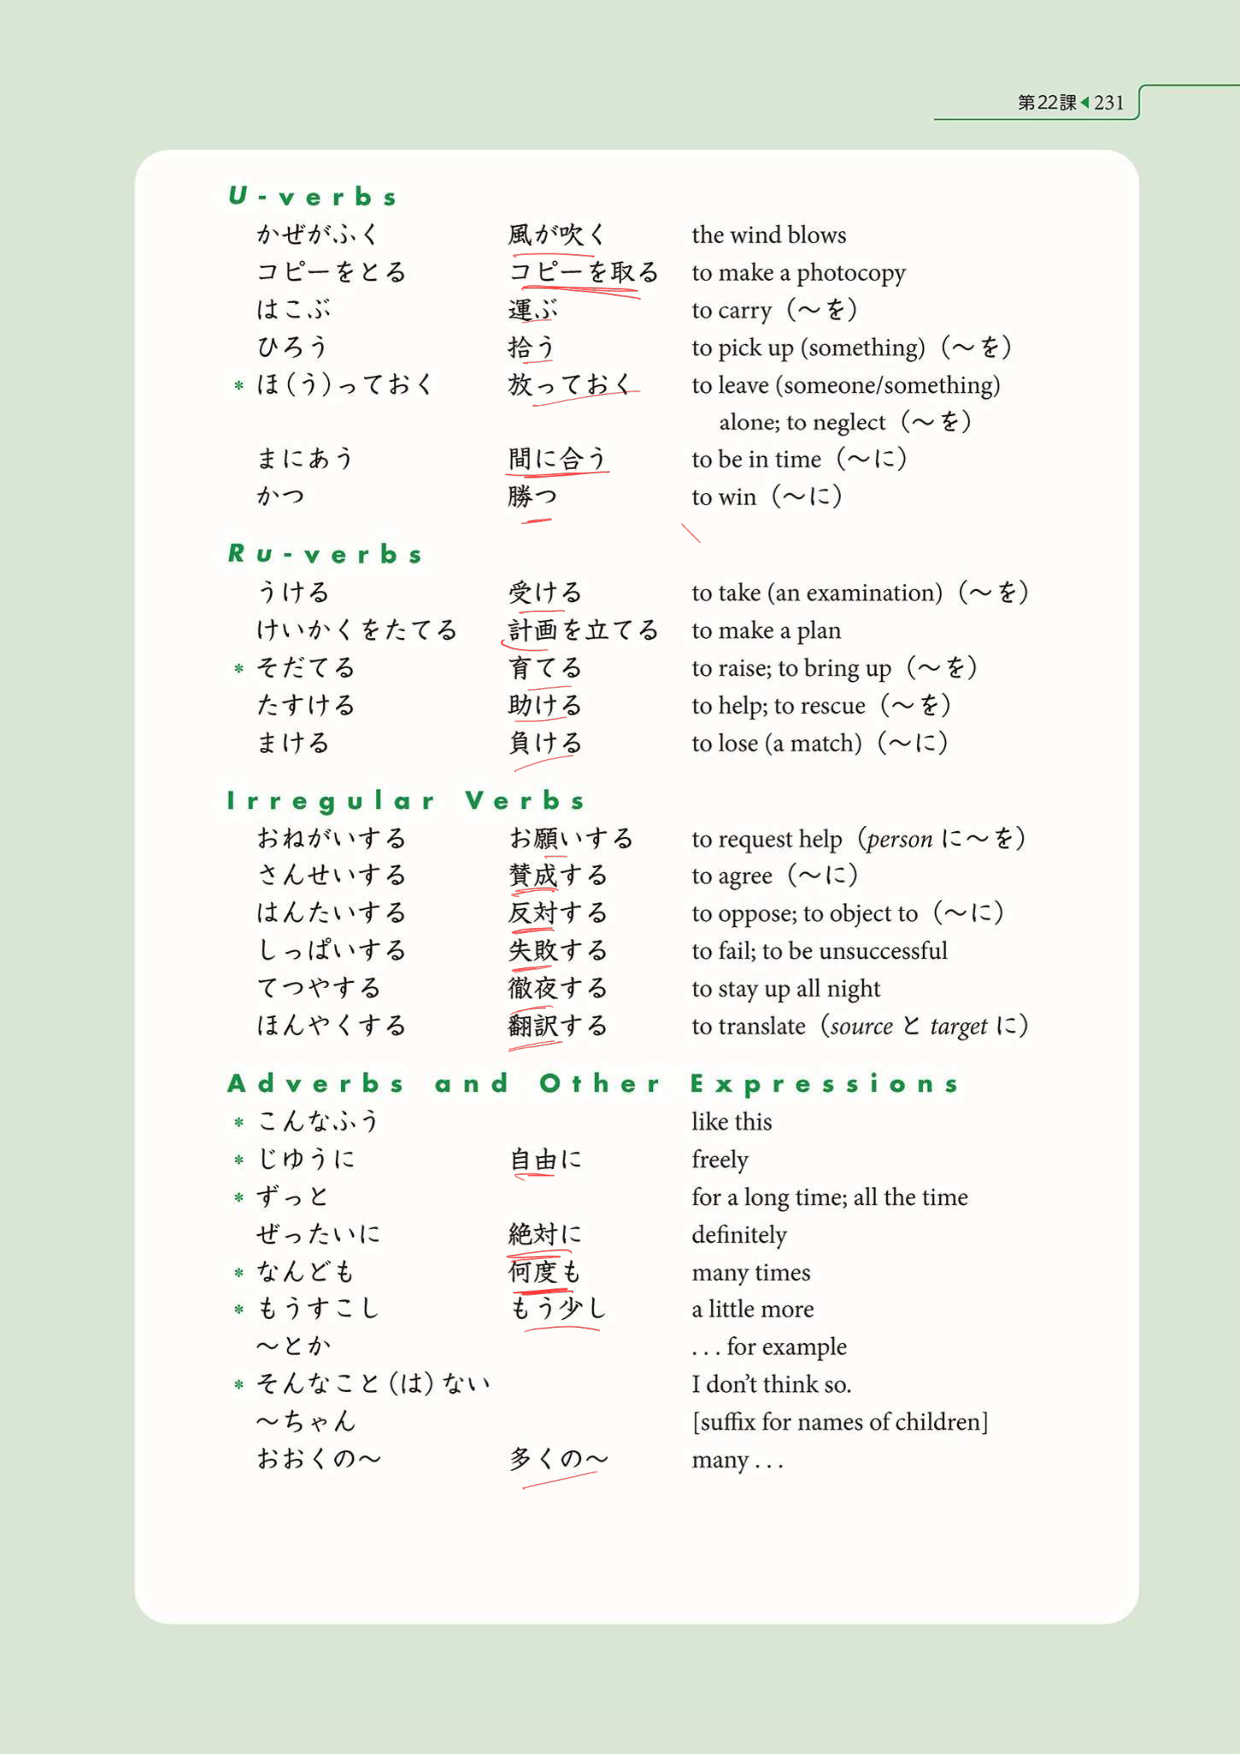 第22課◀231
U-verbs
かぜがふく 風が吹く the wind blows
コピーをとる コピーを取る to make a photocopy
はこぶ 運ぶ to carry（～を）
ひろう 拾う to pick up (something)（～を）
* ほ(う)っておく 放っておく to leave (someone/something)
alone; to neglect（～を）
まにあう 間に合う to be in time（～に）
かつ 勝つ to win（～に）
Ru-verbs
うける 受ける to take (an examination)（～を）
けいかくをたてる 計画を立てる to make a plan
* そだてる 育てる to raise; to bring up（～を）
たすける 助ける to help; to rescue（～を）
まける 負ける to lose (a match)（～に）
Irregular Verbs
おねがいする お願いする to request help（person に～を）
さんせいする 賛成する to agree（～に）
はんたいする 反対する to oppose; to object to（～に）
しっぱいする 失敗する to fail; to be unsuccessful
てつやする 徹夜する to stay up all night
ほんやくする 翻訳する to translate（source と target に）
Adverbs and Other Expressions
* こんなふう like this
* じゆうに 自由に freely
* ずっと for a long time; all the time
ぜったいに 絶対に definitely
* なんども 何度も many times
* もうすこし もう少し a little more
～とか ...for example
* そんなこと(は)ない I don't think so.
～ちゃん [suffix for names of children]
おおくの～ 多くの～ many...